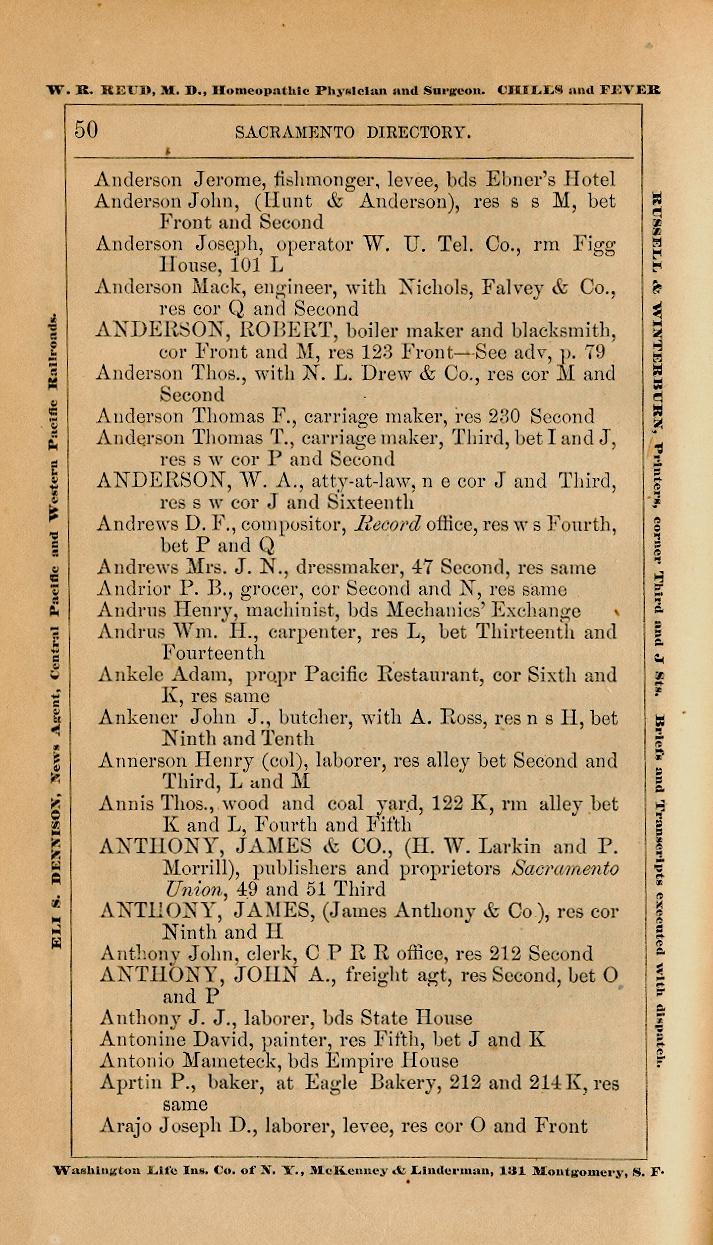 W. R. REUD, M. D., Homeopathic Physician and Surgeon. CHILLS and FEVER
50 SACRAMENTO DIRECTORY.
Anderson Jerome, fishmonger, levee, bds Ebner's Hotel
Anderson John, (Hunt & Anderson), res s s M, bet
Front and Second
Anderson Joseph, operator W. U. Tel. Co., rm Figg
House, 101 L
Anderson Mack, engineer, with Nichols, Falvey & Co.,
res cor Q and Second
ANDERSON, ROBERT, boiler maker and blacksmith,
cor Front and M, res 123 Front—See adv, p. 79
Anderson Thos., with N. L. Drew & Co., res cor M and
Second
Anderson Thomas F., carriage maker, res 230 Second
Anderson Thomas T., carriage maker, Third, bet I and J,
res s w cor P and Second
ANDERSON, W. A., atty-at-law, n e cor J and Third,
res s w cor J and Sixteenth
Andrews D. F., compositor, Record office, res w s Fourth,
bet P and Q
Andrews Mrs. J. N., dressmaker, 47 Second, res same
Andrior P. B., grocer, cor Second and N, res same
Andrus Henry, machinist, bds Mechanics' Exchange
Andrus Wm. H., carpenter, res L, bet Thirteenth and
Fourteenth
Ankele Adam, propr Pacific Restaurant, cor Sixth and
K, res same
Ankener John J., butcher, with A. Ross, res n s H, bet
Ninth and Tenth
Annerson Henry (col), laborer, res alley bet Second and
Third, L and M
Annis Thos., wood and coal yard, 122 K, rm alley bet
K and L, Fourth and Fifth
ANTHONY, JAMES & CO., (H. W. Larkin and P.
Morrill), publishers and proprietors Sacramento
Union, 49 and 51 Third
ANTHONY, JAMES, (James Anthony & Co), res cor
Ninth and H
Anthony John, clerk, C P R R office, res 212 Second
ANTHONY, JOHN A., freight agt, res Second, bet O
and P
Anthony J. J., laborer, bds State House
Antonine David, painter, res Fifth, bet J and K
Antonio Mameteck, bds Empire House
Aprtin P., baker, at Eagle Bakery, 212 and 214 K, res
same
Arajo Joseph D., laborer, levee, res cor O and Front
ELI S. DENNISON, News Agent, Central Pacific and Western Pacific Railroads.
RUSSELL & WINTERBURN, Printers, corner Third and J Sts. Briefs and Transcripts executed with dispatch.
Washington Life Ins. Co. of N. Y., McKenney & Linderman, 131 Montgomery, S. F.